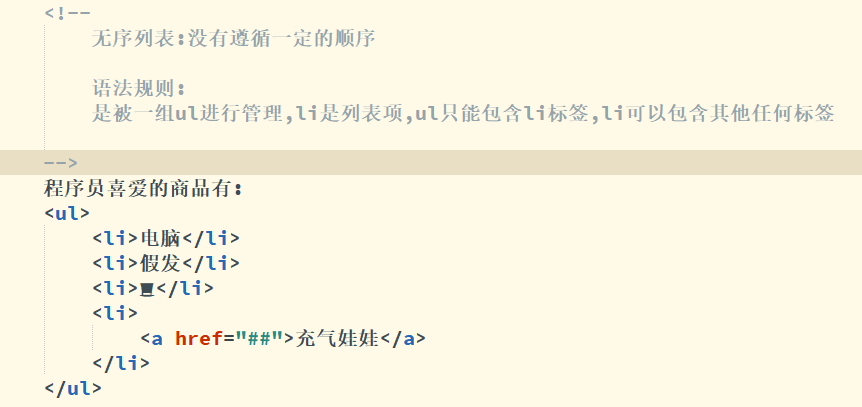 <!--
无序列表:没有遵循一定的顺序
语法规则:
是被一组ul进行管理,li是列表项,ul只能包含li标签,li可以包含其他任何标签
-->
程序员喜爱的商品有:
<ul>
<li>电脑</li>
<li>假发</li>
<li></li>
<li>
<a href="##">充气娃娃</a>
</li>
</ul>